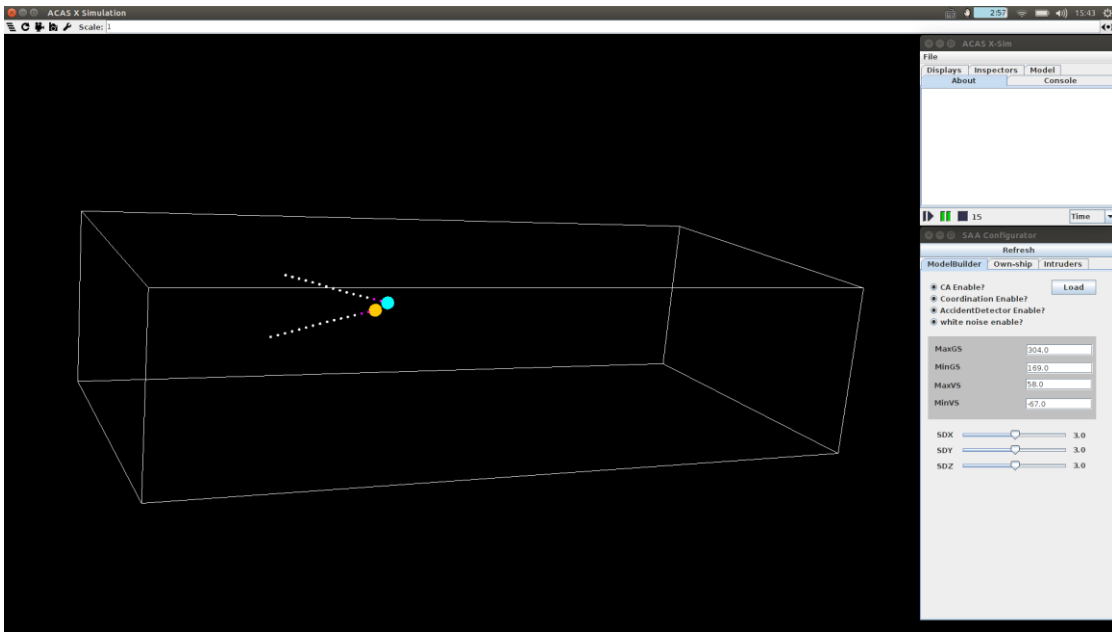 ACAS X Simulation
2:57 15:43
Scale: 1
ACAS X-Sim
File
Displays Inspectors Model
About Console
15 Time
SAA Configurator
Refresh
ModelBuilder Own-ship Intruders
CA Enable? Load
Coordination Enable?
AccidentDetector Enable?
white noise enable?
MaxGS 304.0
MinGS 169.0
MaxVS 58.0
MinVS -67.0
SDX 3.0
SDY 3.0
SDZ 3.0